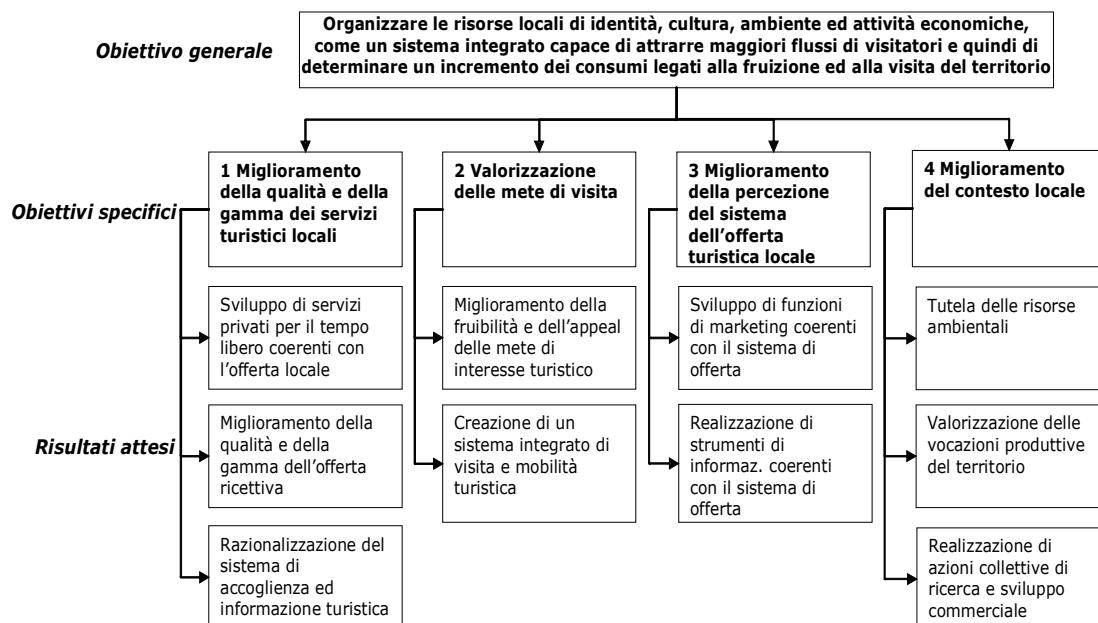 Obiettivo generale
Organizzare le risorse locali di identità, cultura, ambiente ed attività economiche,
come un sistema integrato capace di attrarre maggiori flussi di visitatori e quindi di
determinare un incremento dei consumi legati alla fruizione ed alla visita del territorio
Obiettivi specifici
1 Miglioramento
della qualità e della
gamma dei servizi
turistici locali
2 Valorizzazione
delle mete di visita
3 Miglioramento
della percezione
del sistema
dell'offerta
turistica locale
4 Miglioramento
del contesto locale
Risultati attesi
Sviluppo di servizi
privati per il tempo
libero coerenti con
l'offerta locale
Miglioramento della
qualità e della
gamma dell'offerta
ricettiva
Razionalizzazione del
sistema di
accoglienza ed
informazione turistica
Miglioramento della
fruibilità e dell'appeal
delle mete di
interesse turistico
Creazione di un
sistema integrato di
visita e mobilità
turistica
Sviluppo di funzioni
di marketing coerenti
con il sistema di
offerta
Realizzazione di
strumenti di
informaz. coerenti
con il sistema di
offerta
Tutela delle risorse
ambientali
Valorizzazione delle
vocazioni produttive
del territorio
Realizzazione di
azioni collettive di
ricerca e sviluppo
commerciale